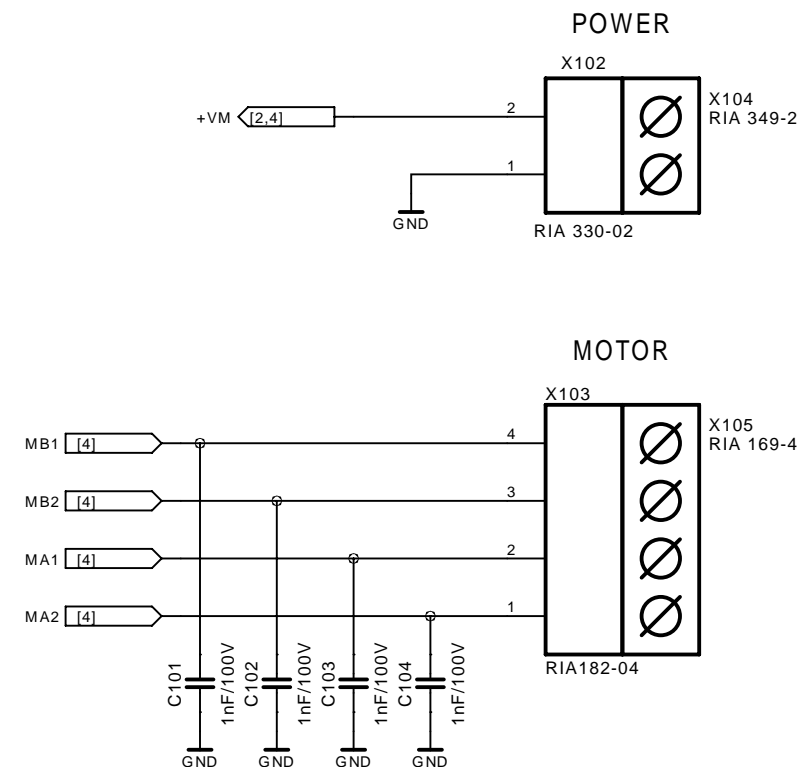 POWER
X102
X104
RIA 349-2
+VM [2,4]
2
1
GND
RIA 330-02
MOTOR
X103
X105
RIA 169-4
MB1 [4]
4
MB2 [4]
3
MA1 [4]
2
MA2 [4]
1
RIA182-04
C101
1nF/100V
C102
1nF/100V
C103
1nF/100V
C104
1nF/100V
GND
GND
GND
GND